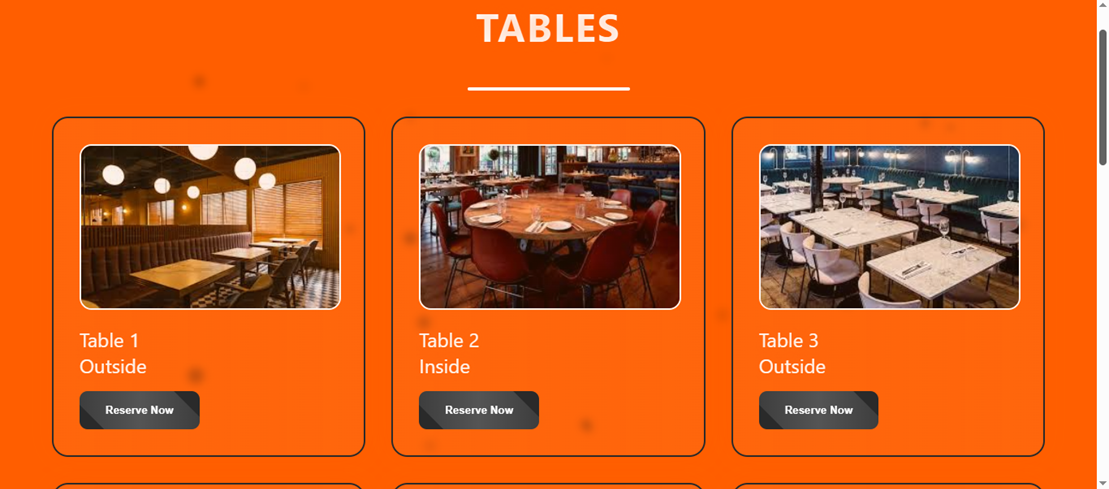 TABLES
Table 1
Outside
Reserve Now
Table 2
Inside
Reserve Now
Table 3
Outside
Reserve Now